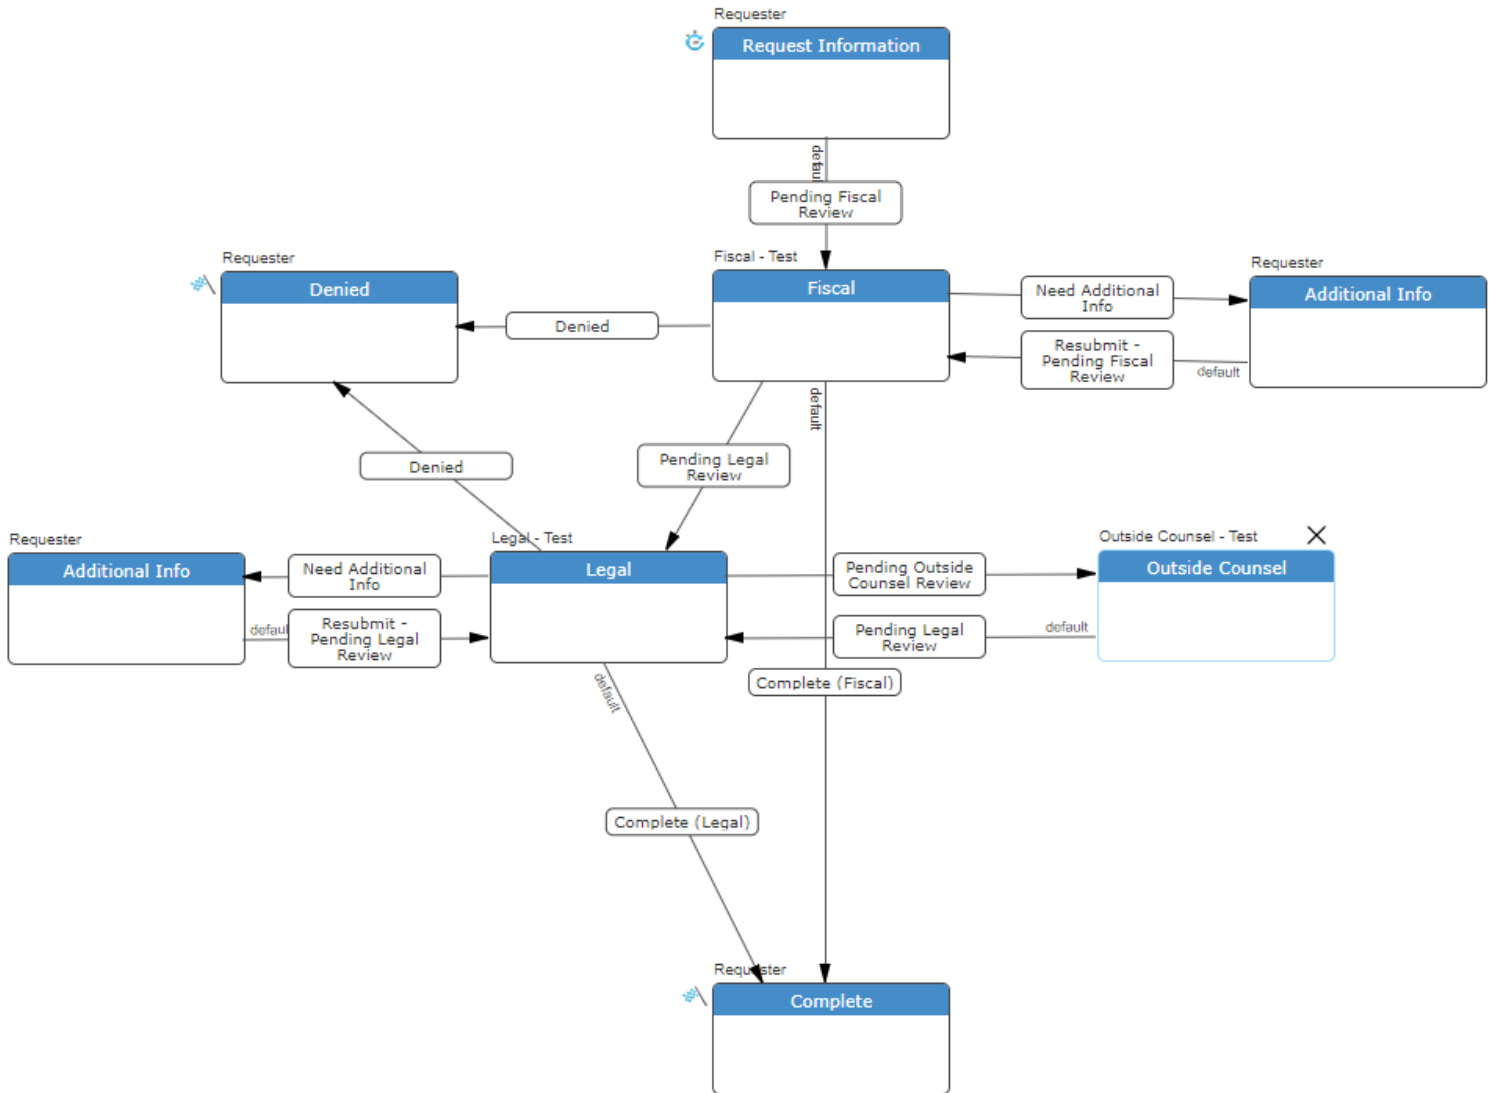 Requester
Request Information
default
Pending Fiscal
Review
Requester
Denied
Fiscal - Test
Fiscal
Requester
Additional Info
Need Additional
Info
Denied
Resubmit -
Pending Fiscal
Review
default
default
Pending Legal
Review
Denied
Requester
Additional Info
Need Additional
Info
default
Resubmit -
Pending Legal
Review
Legal - Test
Legal
Pending Outside
Counsel Review
Pending Legal
Review
default
Outside Counsel - Test
Outside Counsel
Complete (Fiscal)
default
Complete (Legal)
Requester
Complete